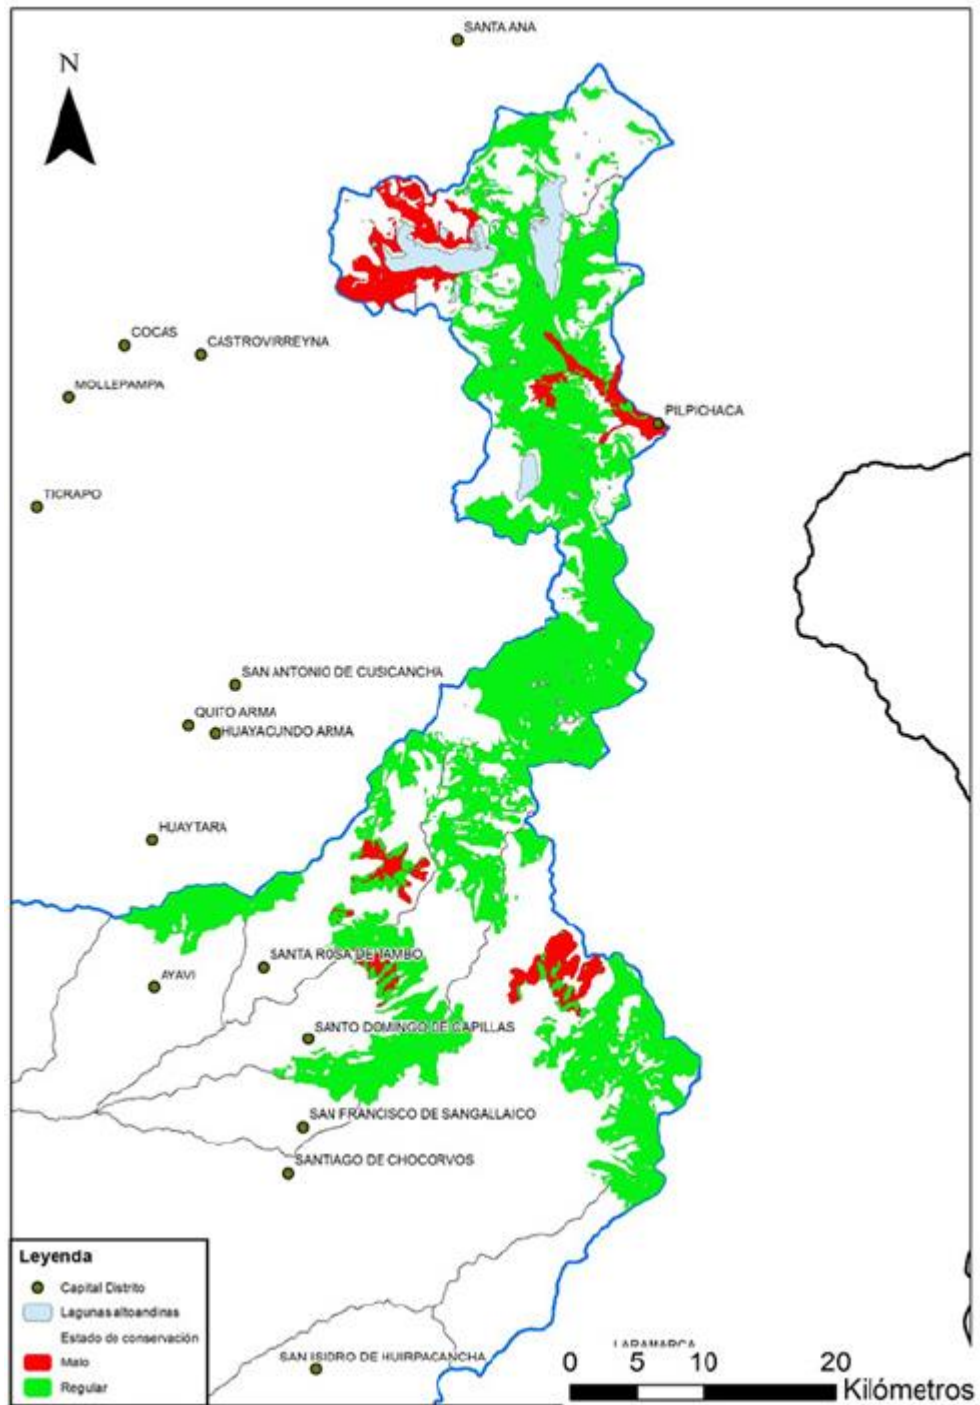 SANTA ANA
N
COCAS
CASTROVIRREYNA
MOLLEPAMPA
PILPICHACA
TICRAPO
SAN ANTONIO DE CUSICANCHA
QUITO ARMA
HUAYACUNDO ARMA
HUAYTARA
SANTA ROSA DE TAMBO
AYAVI
SANTO DOMINGO DE CAPILLAS
SAN FRANCISCO DE SANGALLAICO
SANTIAGO DE CHOCORVOS
Leyenda
Capital Distrito
Lagunas altoandinas
Estado de conservación
Malo
Regular
SAN ISIDRO DE HUIRPACANCHA
LARAMARCA
0 5 10 20
Kilómetros